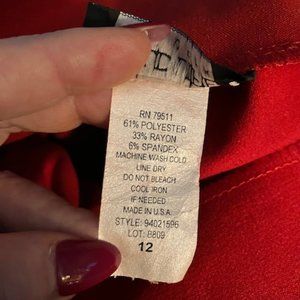 RN 79511
61% POLYESTER
33% RAYON
6% SPANDEX
MACHINE WASH COLD
LINE DRY
DO NOT BLEACH
COOL IRON
IF NEEDED
MADE IN U.S.A.
STYLE: 94021596
LOT: B809
12